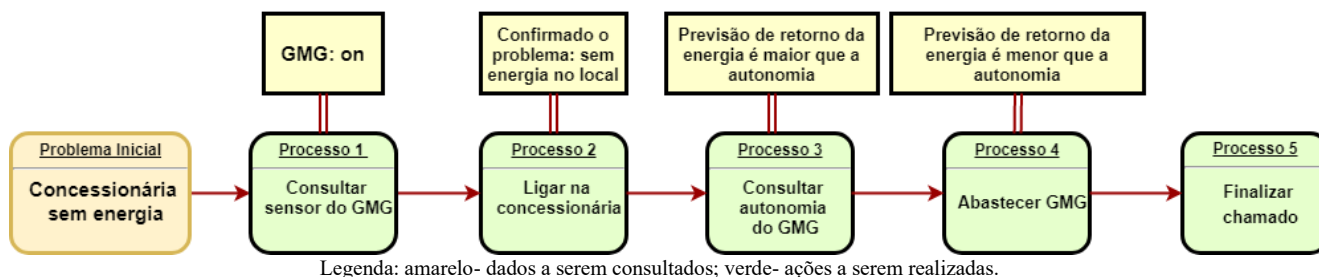 GMG: on
Confirmado o
problema: sem
energia no local
Previsão de retorno da
energia é maior que a
autonomia
Previsão de retorno da
energia é menor que a
autonomia
Problema Inicial
Concessionária
sem energia
Processo 1
Consultar
sensor do GMG
Processo 2
Ligar na
concessionária
Processo 3
Consultar
autonomia
do GMG
Processo 4
Abastecer GMG
Processo 5
Finalizar
chamado
Legenda: amarelo- dados a serem consultados; verde- ações a serem realizadas.